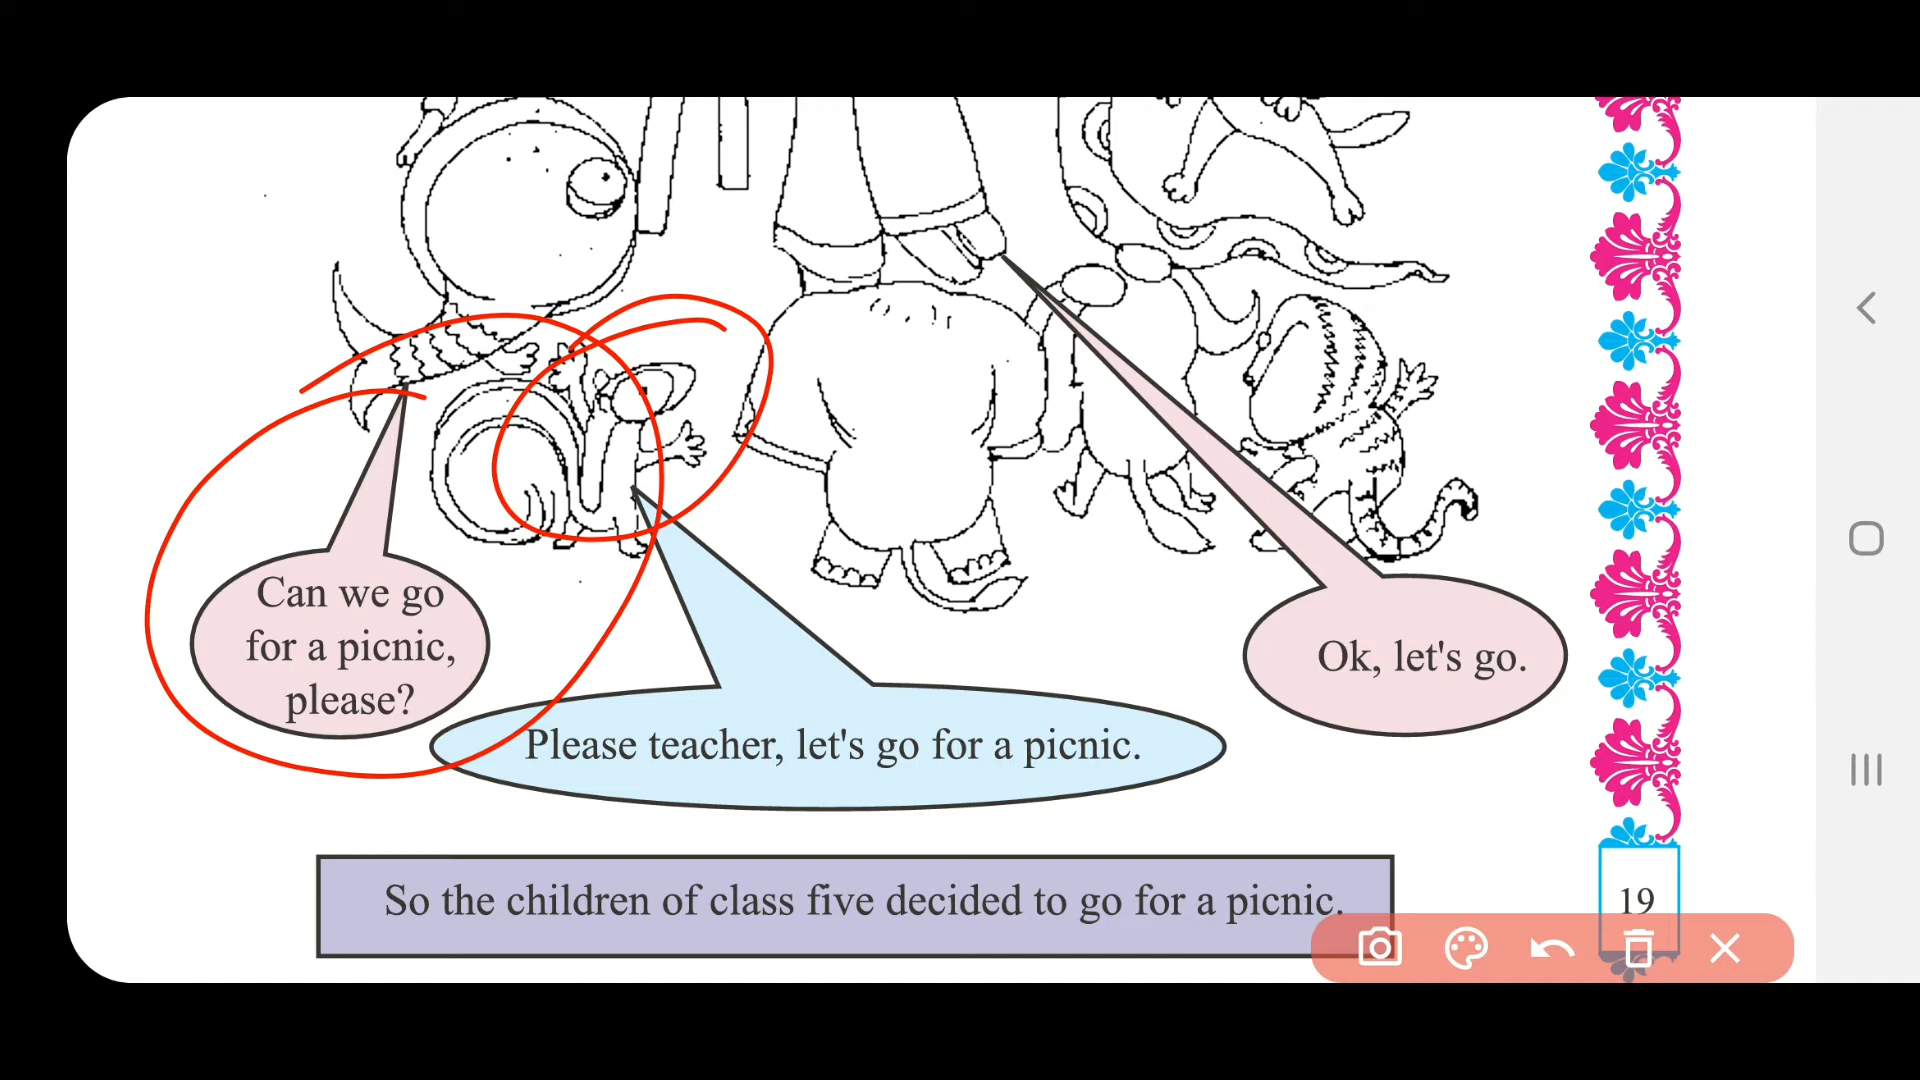 Can we go
for a picnic,
please?
Please teacher, let's go for a picnic.
Ok, let's go.
So the children of class five decided to go for a picnic.
19